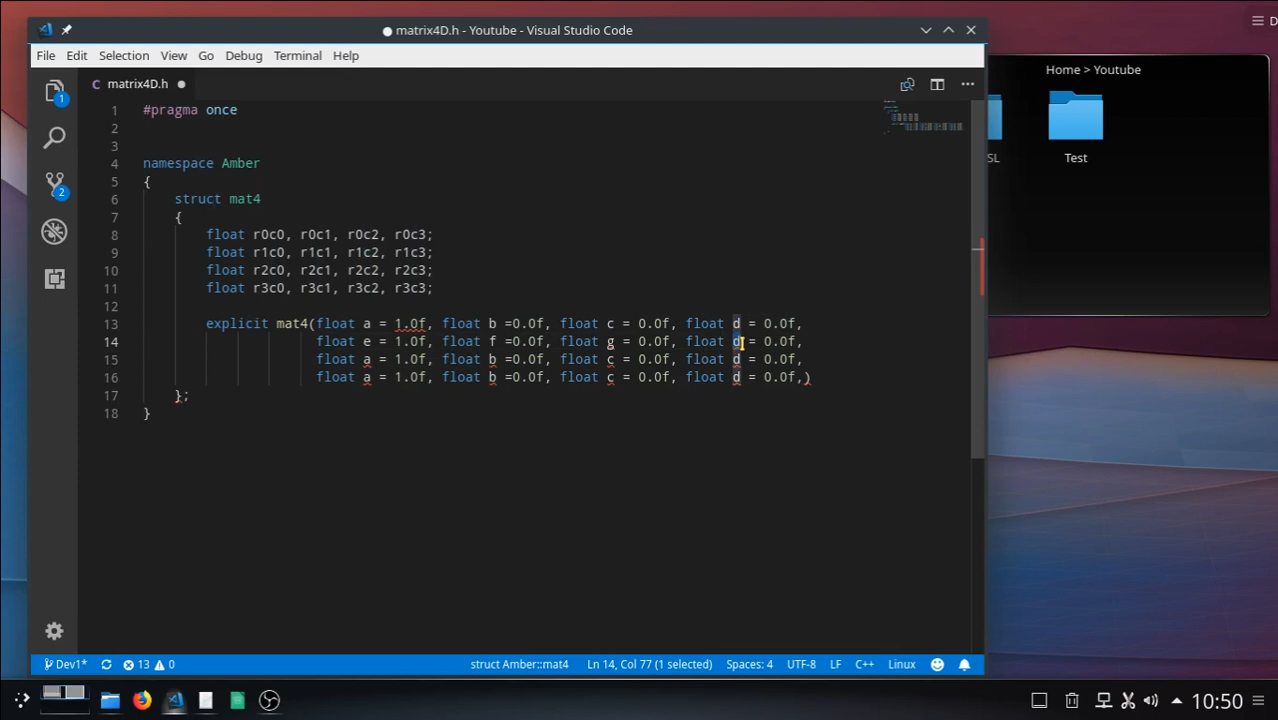 matrix4D.h - Youtube - Visual Studio Code
D
File Edit Selection View Go Debug Terminal Help
Home > Youtube
C matrix4D.h
1
2
SL
Test
1 #pragma once
2
3
4 namespace Amber
5 {
6 struct mat4
7 {
8 float r0c0, r0c1, r0c2, r0c3;
9 float r1c0, r1c1, r1c2, r1c3;
10 float r2c0, r2c1, r2c2, r2c3;
11 float r3c0, r3c1, r3c2, r3c3;
12
13 explicit mat4(float a = 1.0f, float b =0.0f, float c = 0.0f, float d = 0.0f,
14 float e = 1.0f, float f =0.0f, float g = 0.0f, float d = 0.0f,
15 float a = 1.0f, float b =0.0f, float c = 0.0f, float d = 0.0f,
16 float a = 1.0f, float b =0.0f, float c = 0.0f, float d = 0.0f,)
17 };
18 }
Dev1* 13 0 struct Amber::mat4 Ln 14, Col 77 (1 selected) Spaces: 4 UTF-8 LF C++ Linux
10:50